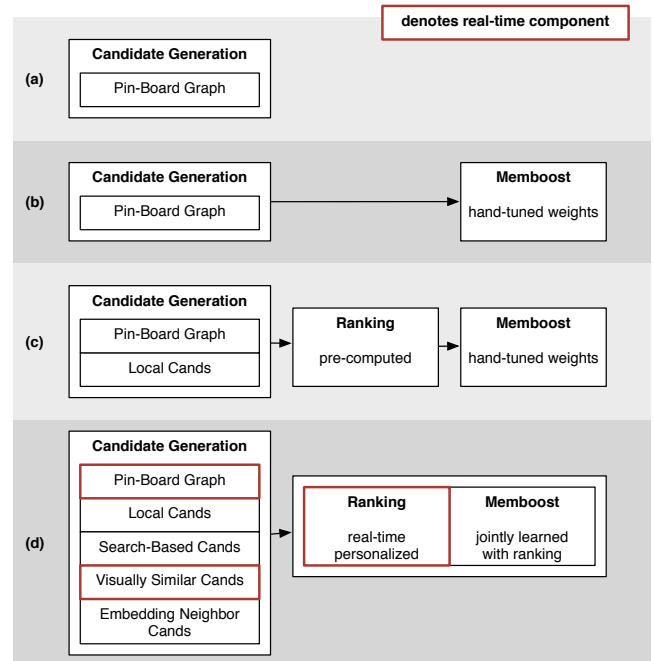 denotes real-time component
(a)
Candidate Generation
Pin-Board Graph
(b)
Candidate Generation
Pin-Board Graph
Memboost
hand-tuned weights
(c)
Candidate Generation
Pin-Board Graph
Local Cands
Ranking
pre-computed
Memboost
hand-tuned weights
(d)
Candidate Generation
Pin-Board Graph
Local Cands
Search-Based Cands
Visually Similar Cands
Embedding Neighbor
Cands
Ranking
real-time
personalized
Memboost
jointly learned
with ranking